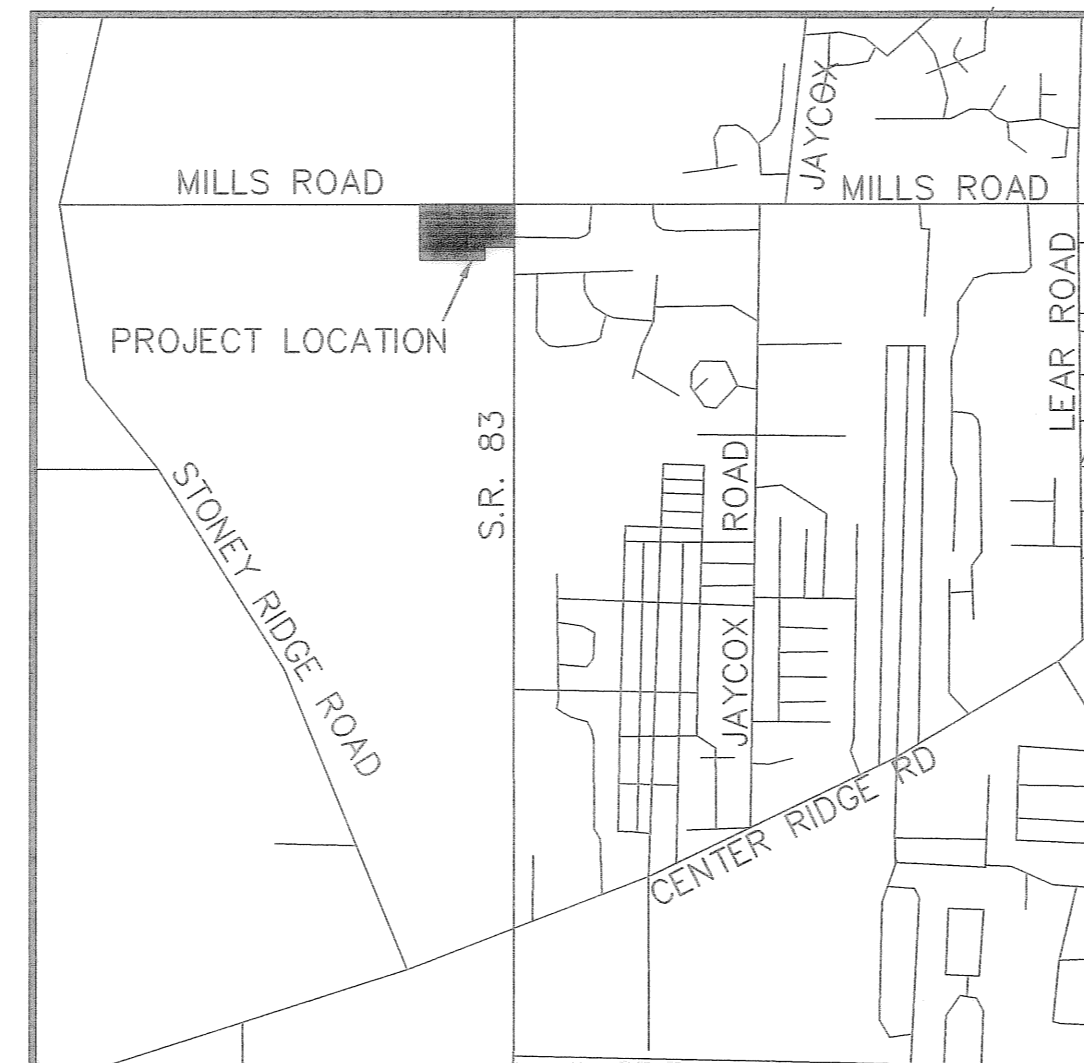 JAYCOX
MILLS ROAD
MILLS ROAD
LEAR ROAD
PROJECT LOCATION
S.R. 83
STONEY RIDGE ROAD
JAYCOX ROAD
CENTER RIDGE RD